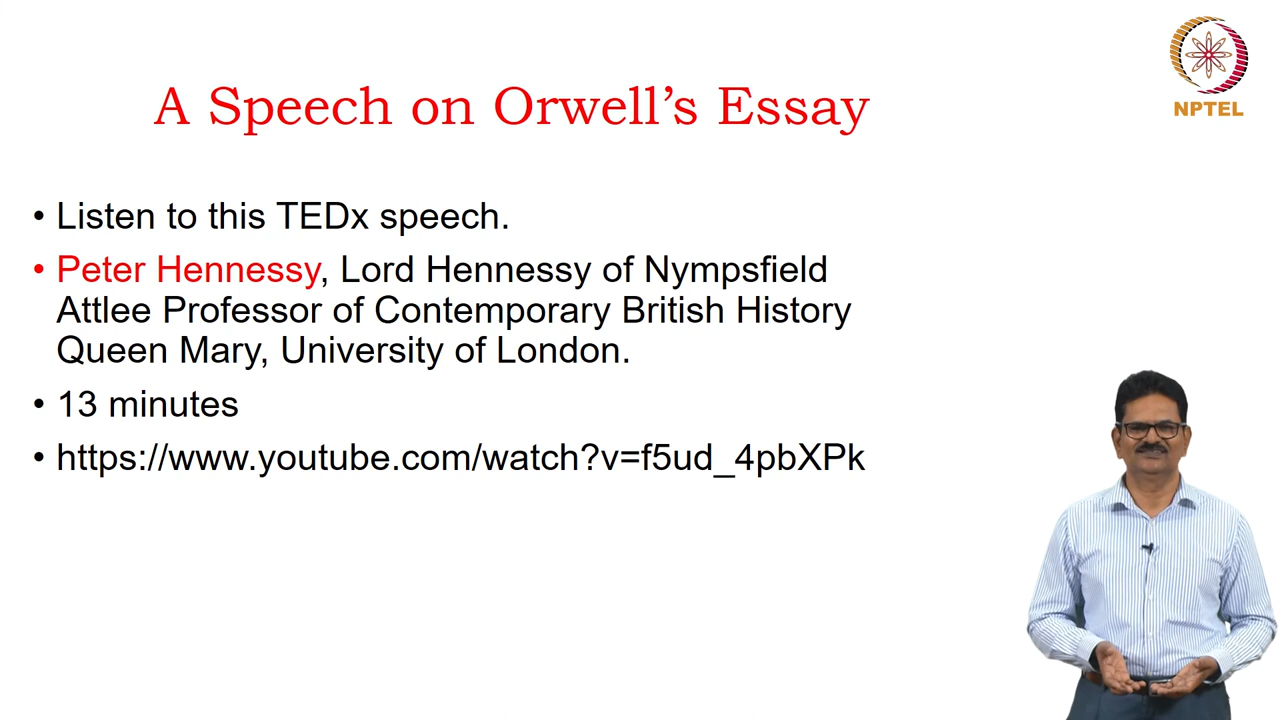 NPTEL
A Speech on Orwell’s Essay
• Listen to this TEDx speech.
• Peter Hennessy, Lord Hennessy of Nympsfield
Attlee Professor of Contemporary British History
Queen Mary, University of London.
• 13 minutes
• https://www.youtube.com/watch?v=f5ud_4pbXPk